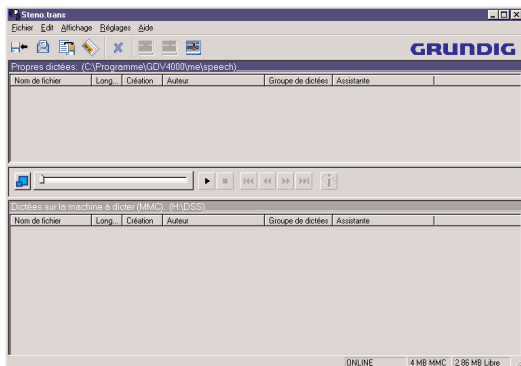 Steno.trans
Fichier Edit Affichage Réglages Aide
GRUNDIG
Propres dictées: (C:\Programme\GDV4000\me\speech)
Nom de fichier Long... Création Auteur Groupe de dictées Assistante
Dictées sur la machine à dicter (MMC): (H:\DSS)
Nom de fichier Long... Création Auteur Groupe de dictées Assistante
ONLINE 4 MB MMC 2.86 MB Libre